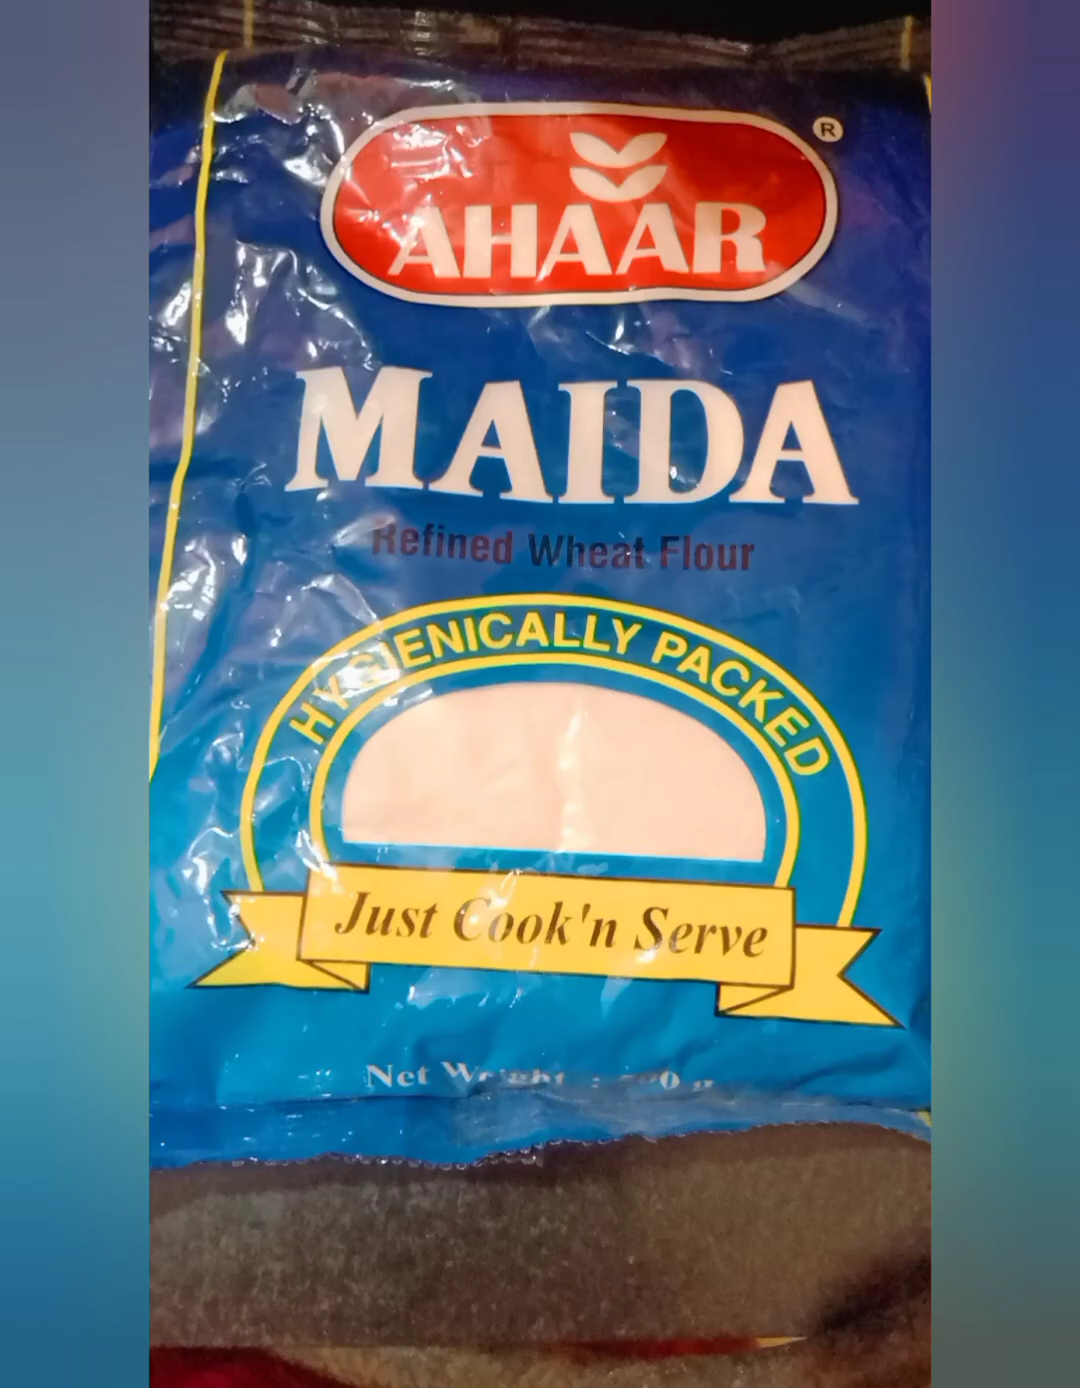 AHAAR
®
MAIDA
Refined Wheat Flour
HYGIENICALLY PACKED
Just Cook'n Serve
Net Weight :